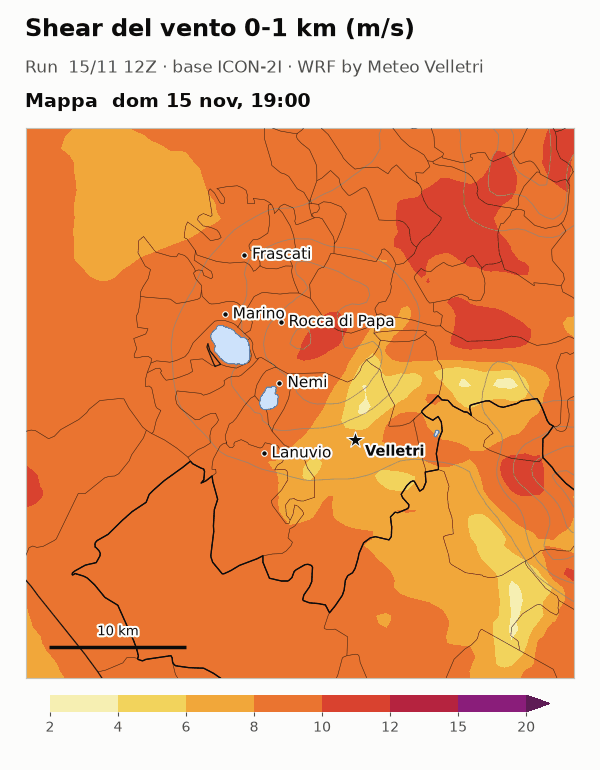 Shear del vento 0-1 km (m/s)
Run  15/11 12Z · base ICON-2I · WRF by Meteo Velletri
Mappa  dom 15 nov, 19:00
Frascati
Marino
Rocca di Papa
Nemi
Velletri
Lanuvio
10 km
2 4 6 8 10 12 15 20